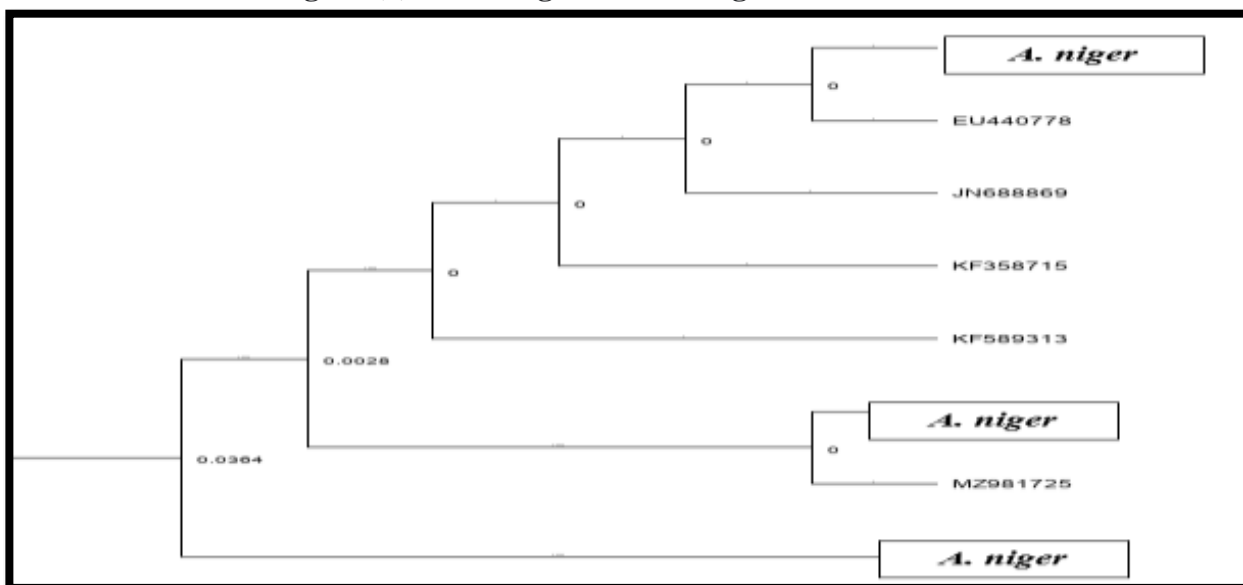 A. niger
0
EU440778
0
JN688869
0
KF358715
0
KF589313
0.0028
A. niger
0
MZ981725
0.0364
A. niger